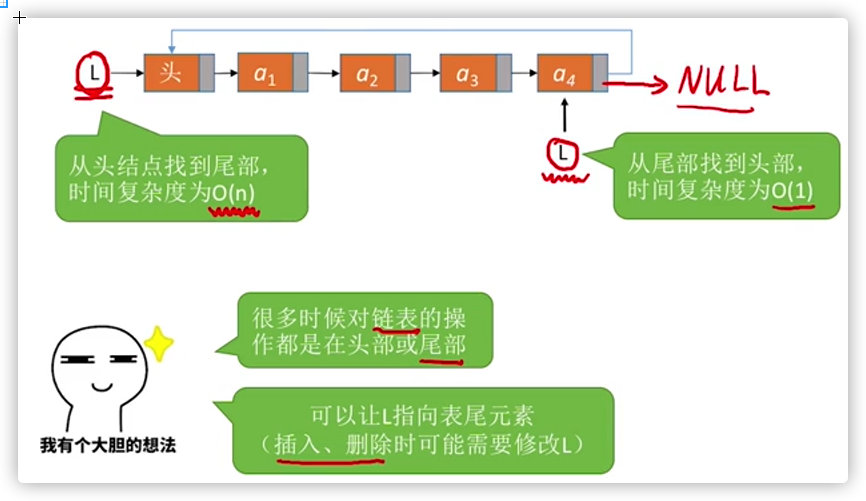 L
头
a1
a2
a3
a4
NULL
从头结点找到尾部，
时间复杂度为O(n)
L
从尾部找到头部，
时间复杂度为O(1)
很多时候对链表的操
作都是在头部或尾部
可以让L指向表尾元素
（插入、删除时可能需要修改L）
我有个大胆的想法